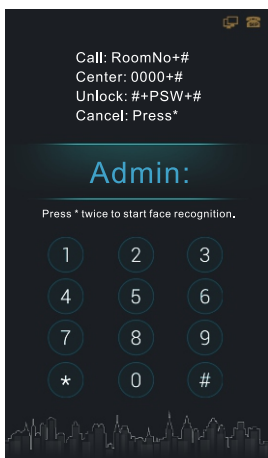 Call: RoomNo+#
Center: 0000+#
Unlock: #+PSW+#
Cancel: Press*
Admin:
Press * twice to start face recognition.
1 2 3
4 5 6
7 8 9
* 0 #